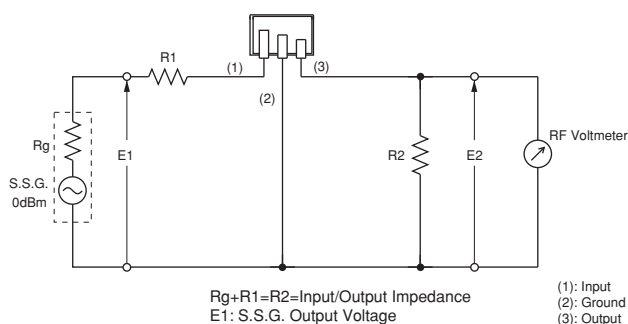 R1
(1)
(3)
(2)
Rg
E1
R2
E2
RF Voltmeter
S.S.G.
0dBm
Rg+R1=R2=Input/Output Impedance
E1: S.S.G. Output Voltage
(1): Input
(2): Ground
(3): Output